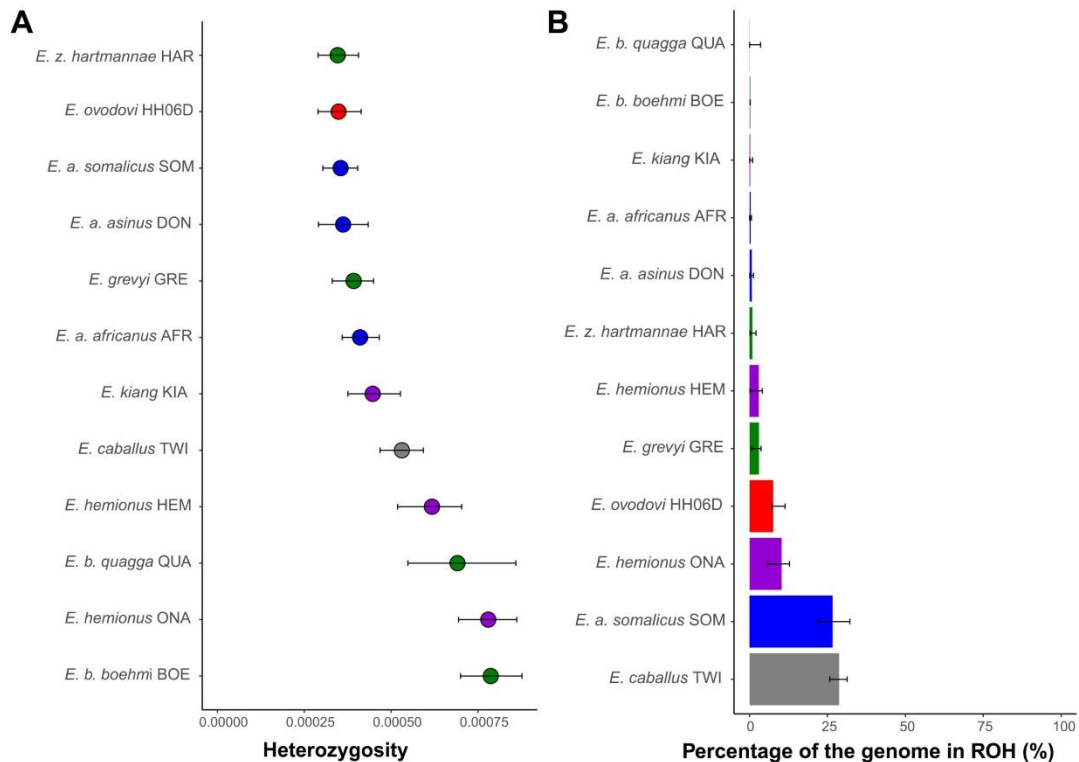 A
E. z. hartmannae HAR
E. ovodovi HH06D
E. a. somalicus SOM
E. a. asinus DON
E. grevyi GRE
E. a. africanus AFR
E. kiang KIA
E. caballus TWI
E. hemionus HEM
E. b. quagga QUA
E. hemionus ONA
E. b. boehmi BOE
0.00000 0.00025 0.00050 0.00075
Heterozygosity
B
E. b. quagga QUA
E. b. boehmi BOE
E. kiang KIA
E. a. africanus AFR
E. a. asinus DON
E. z. hartmannae HAR
E. hemionus HEM
E. grevyi GRE
E. ovodovi HH06D
E. hemionus ONA
E. a. somalicus SOM
E. caballus TWI
0 25 50 75 100
Percentage of the genome in ROH (%)